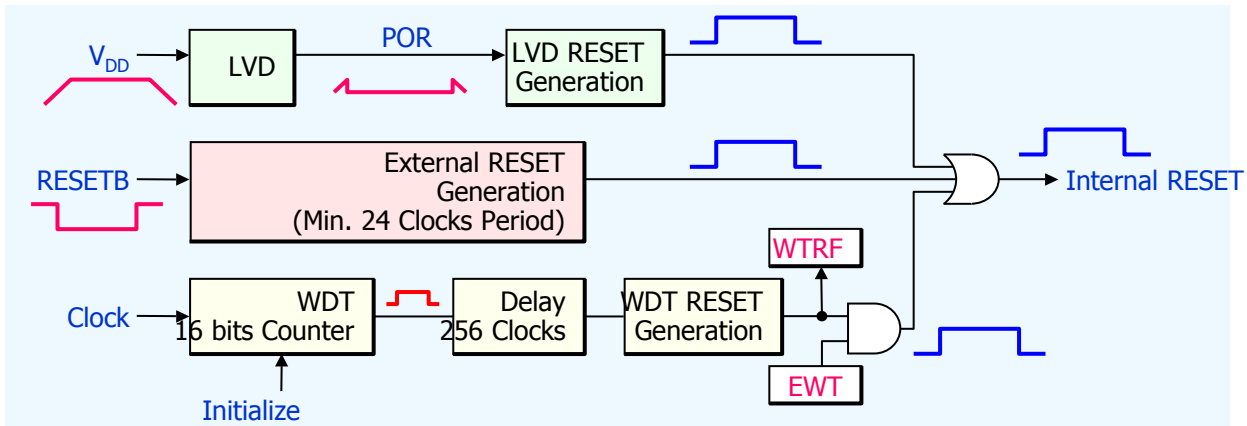 V_DD
LVD
POR
LVD RESET
Generation
RESETB
External RESET
Generation
(Min. 24 Clocks Period)
Internal RESET
WTRF
Clock
WDT
16 bits Counter
Delay
256 Clocks
WDT RESET
Generation
EWT
Initialize